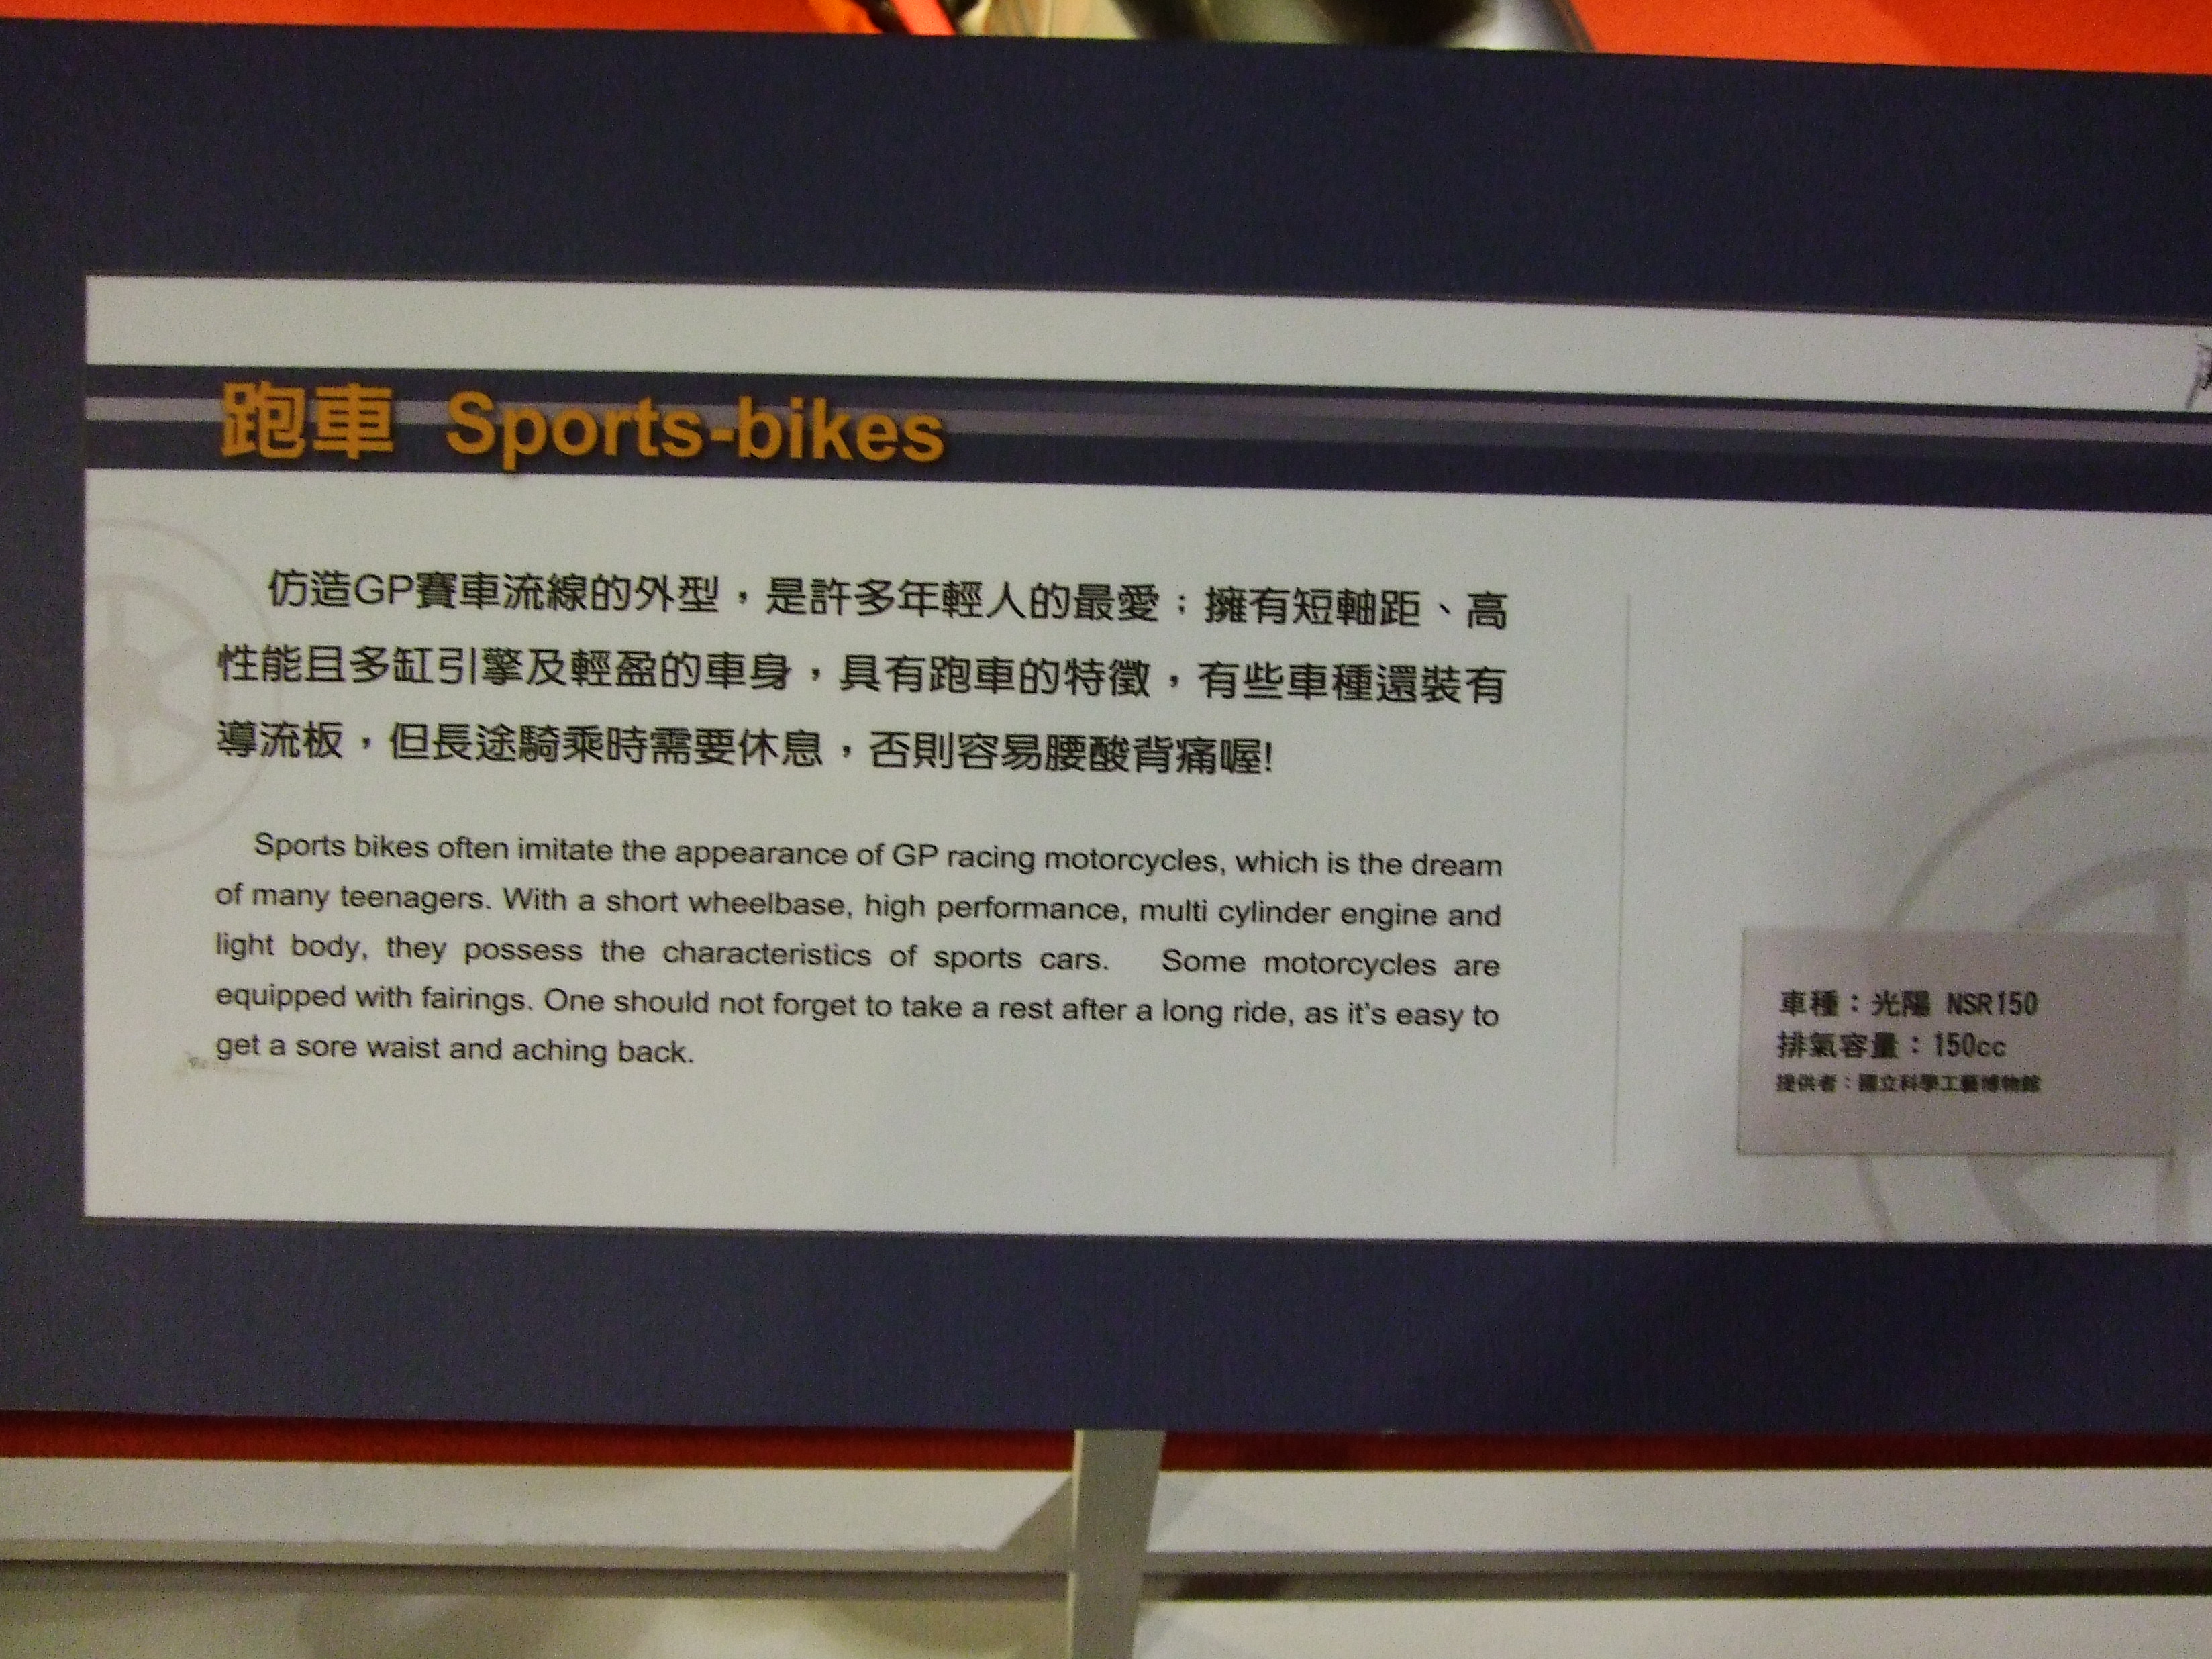 跑車 Sports-bikes
仿造GP賽車流線的外型，是許多年輕人的最愛；擁有短軸距、高
性能且多缸引擎及輕盈的車身，具有跑車的特徵，有些車種還裝有
導流板，但長途騎乘時需要休息，否則容易腰酸背痛喔!
Sports bikes often imitate the appearance of GP racing motorcycles, which is the dream
of many teenagers. With a short wheelbase, high performance, multi cylinder engine and
light body, they possess the characteristics of sports cars. Some motorcycles are
equipped with fairings. One should not forget to take a rest after a long ride, as it's easy to
get a sore waist and aching back.
車種：光陽 NSR150
排氣容量：150cc
提供者：國立科學工藝博物館